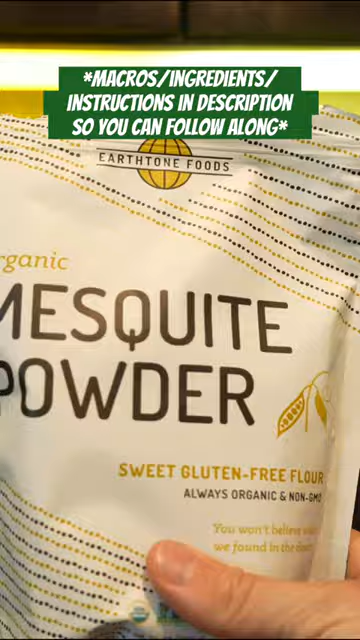 *MACROS/INGREDIENTS/
INSTRUCTIONS IN DESCRIPTION
SO YOU CAN FOLLOW ALONG*
EARTHTONE FOODS
rganic
MESQUITE
POWDER
SWEET GLUTEN-FREE FLOUR
ALWAYS ORGANIC & NON-GMO
You won't believe
we found in the